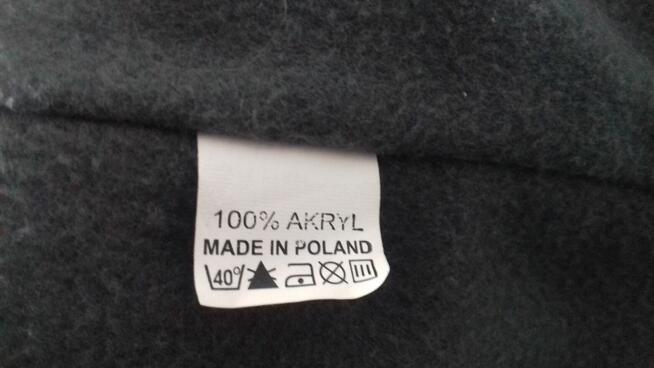 100% AKRYL
MADE IN POLAND
40°